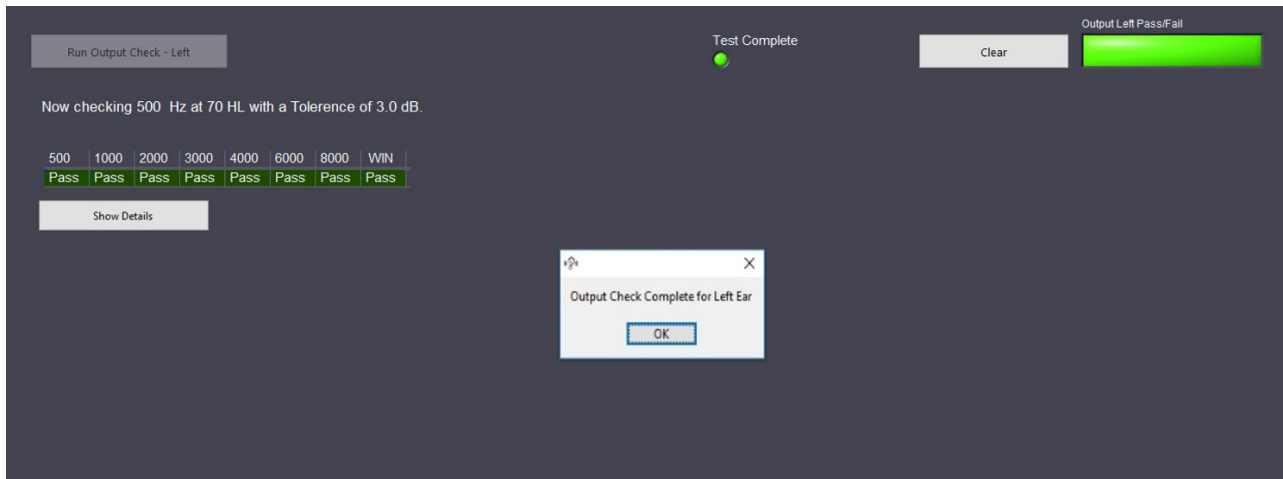 Output Left Pass/Fail
Run Output Check - Left
Test Complete
Clear
Now checking 500  Hz at 70 HL with a Tolerence of 3.0 dB.
500 1000 2000 3000 4000 6000 8000 WIN
Pass Pass Pass Pass Pass Pass Pass Pass
Show Details
Output Check Complete for Left Ear
OK